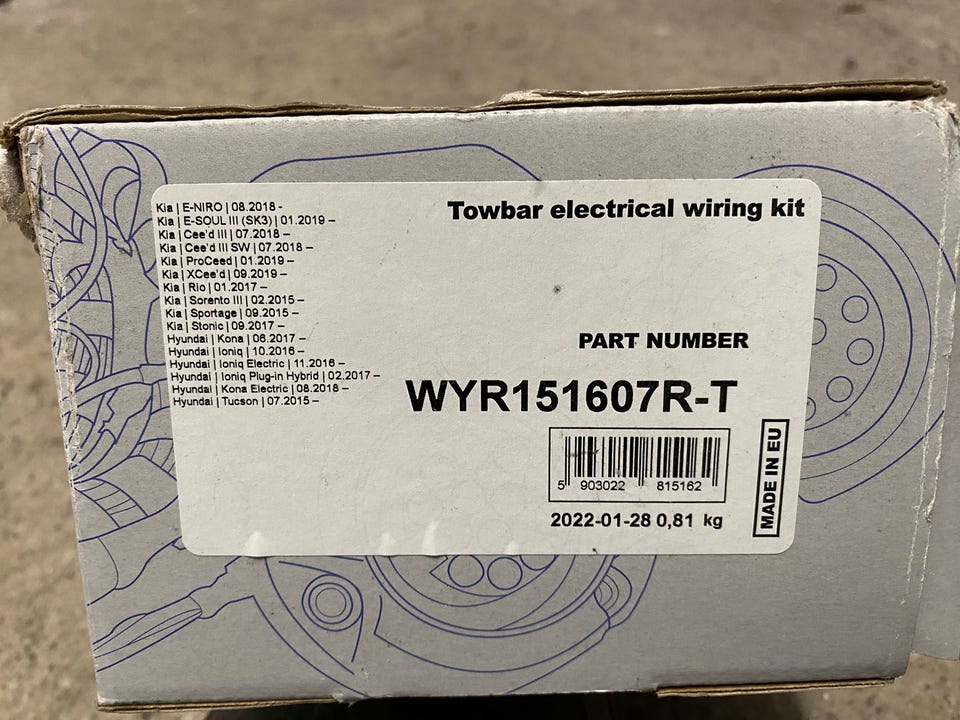 Kia | E-NIRO | 08.2018 -
Kia | E-SOUL III (SK3) | 01.2019 –
Kia | Cee'd III | 07.2018 –
Kia | Cee'd III SW | 07.2018 –
Kia | ProCeed | 01.2019 –
Kia | XCee'd | 09.2019 –
Kia | Rio | 01.2017 –
Kia | Sorento III | 02.2015 –
Kia | Sportage | 09.2015 –
Kia | Stonic | 09.2017 –
Hyundai | Kona | 06.2017 –
Hyundai | Ioniq | 10.2016 –
Hyundai | Ioniq Electric | 11.2016 –
Hyundai | Ioniq Plug-in Hybrid | 02.2017 –
Hyundai | Kona Electric | 08.2018 –
Hyundai | Tucson | 07.2015 –
Towbar electrical wiring kit
PART NUMBER
WYR151607R-T
5 903022 815162
2022-01-28 0,81 kg
MADE IN EU